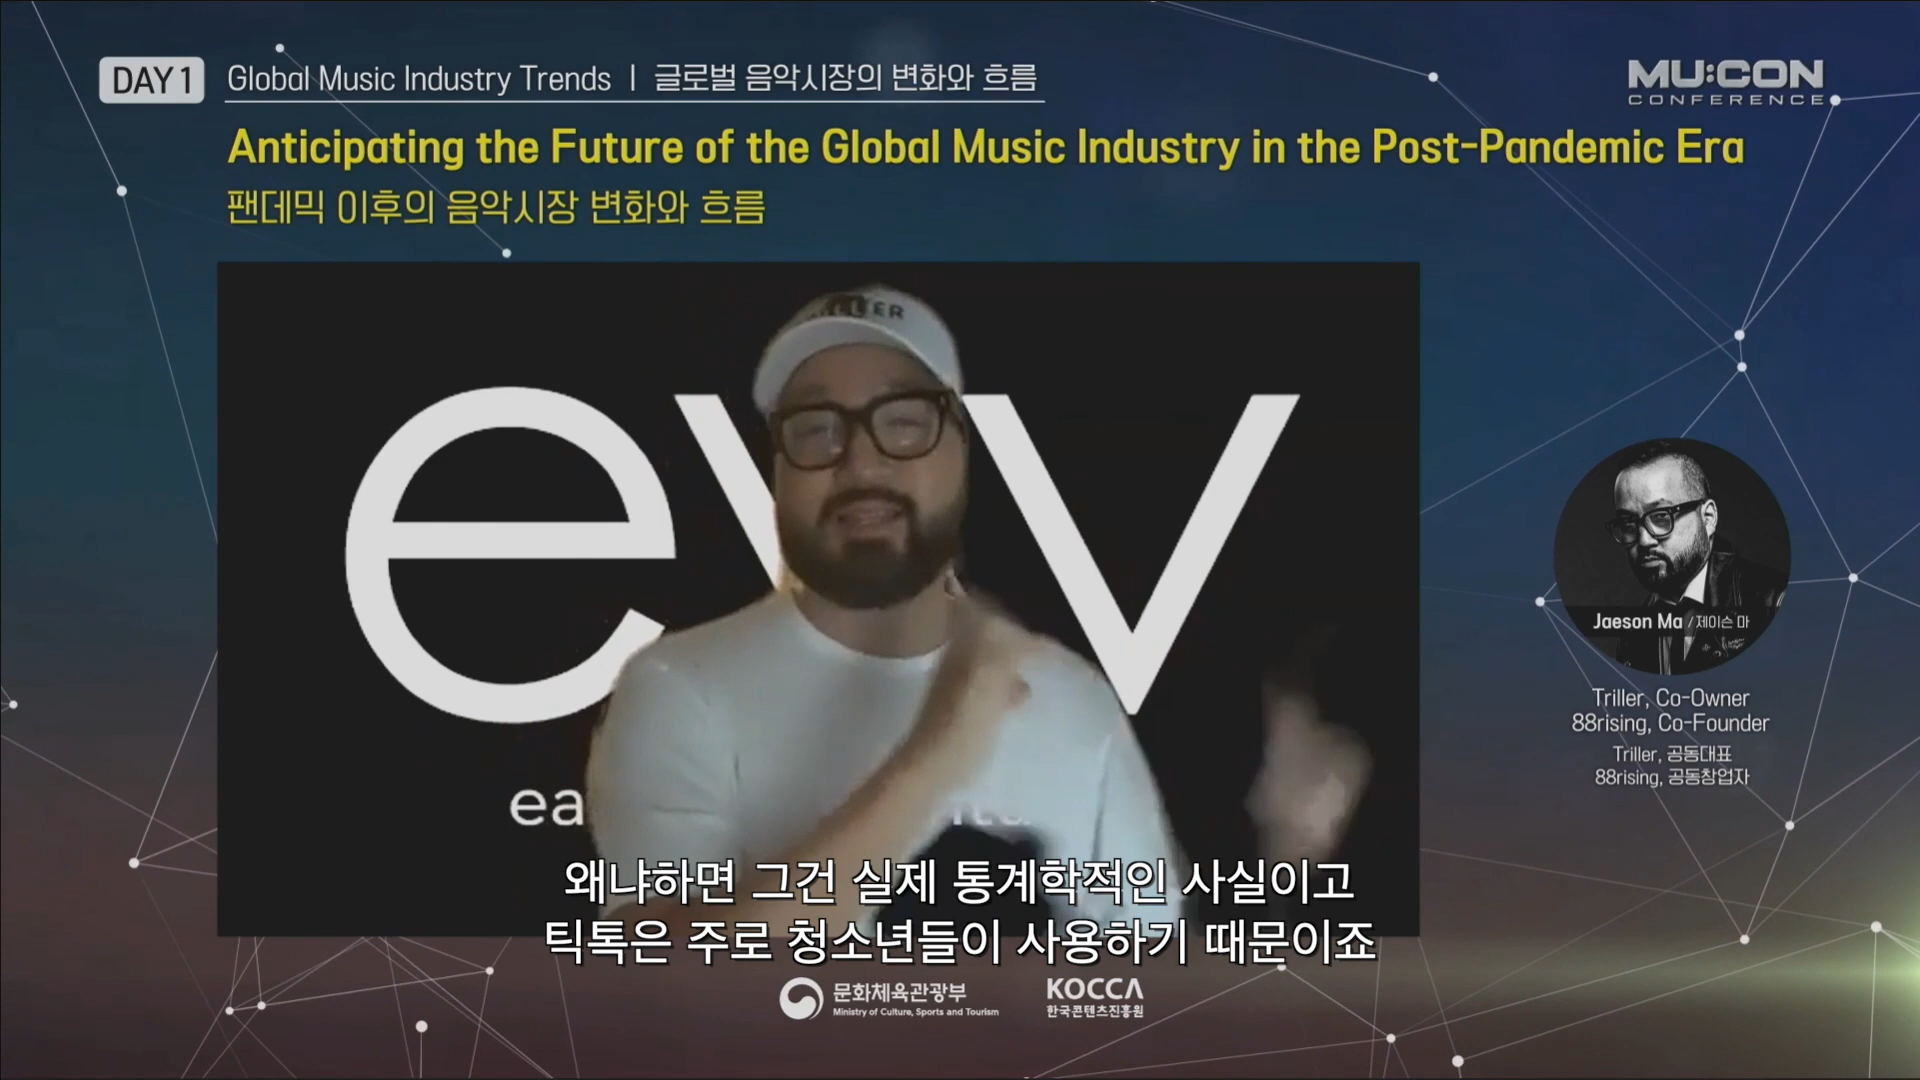 DAY 1
Global Music Industry Trends | 글로벌 음악시장의 변화와 흐름
MU:CON
CONFERENCE
Anticipating the Future of the Global Music Industry in the Post-Pandemic Era
팬데믹 이후의 음악시장 변화와 흐름
evv
ea
Jaeson Ma / 제이슨 마
Triller, Co-Owner
88rising, Co-Founder
Triller, 공동대표
88rising, 공동창업자
왜냐하면 그건 실제 통계학적인 사실이고
틱톡은 주로 청소년들이 사용하기 때문이죠
문화체육관광부
Ministry of Culture, Sports and Tourism
KOCCA
한국콘텐츠진흥원